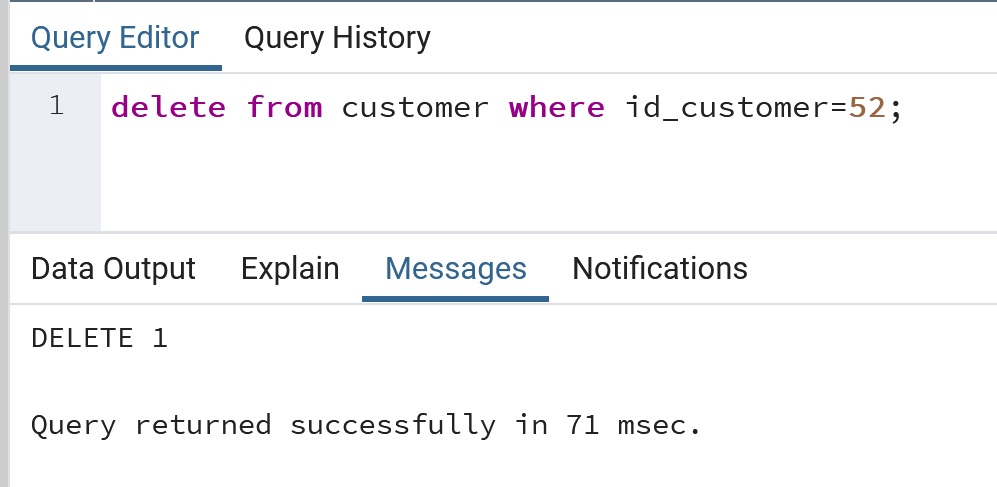 Query Editor Query History
1 delete from customer where id_customer=52;
Data Output Explain Messages Notifications
DELETE 1
Query returned successfully in 71 msec.